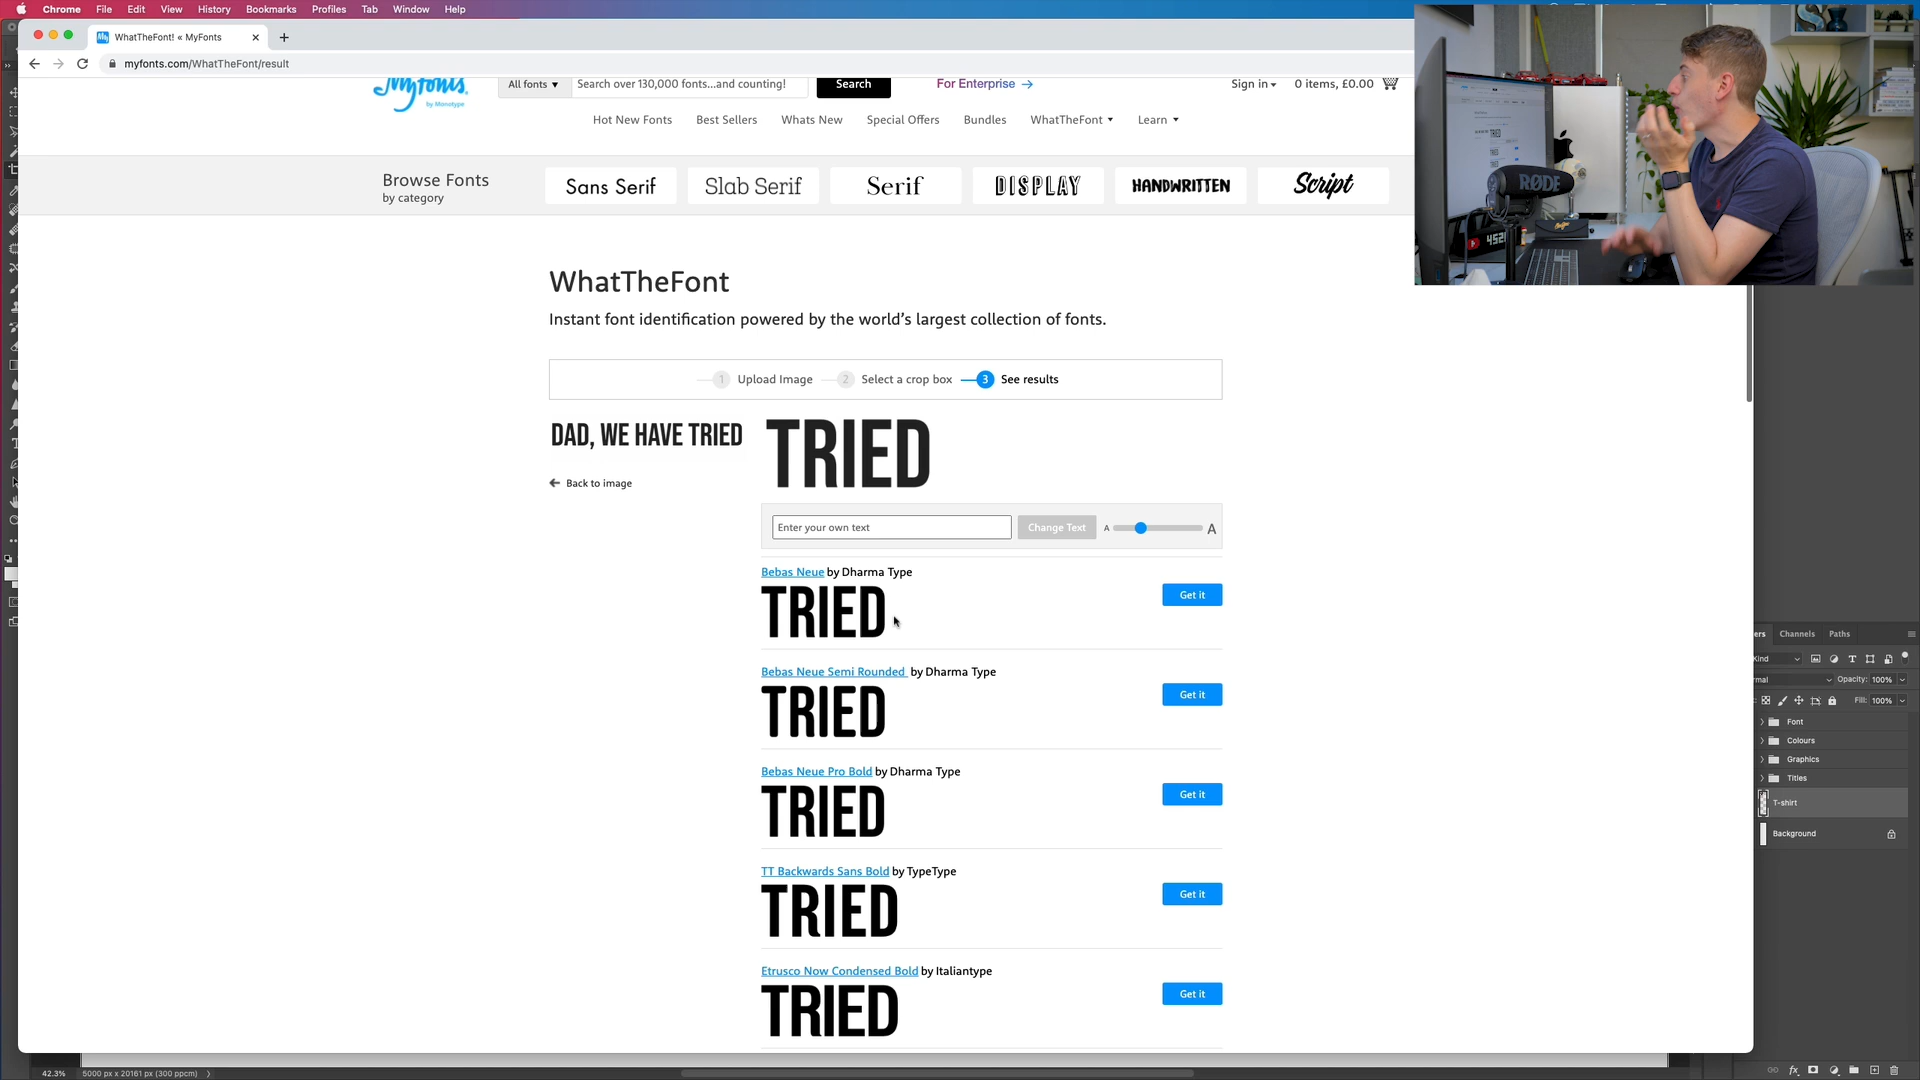 Chrome File Edit View History Bookmarks Profiles Tab Window Help
WhatTheFont! « MyFonts
myfonts.com/WhatTheFont/result
MyFonts
by Monotype
All fonts ▾ Search over 130,000 fonts...and counting! Search
For Enterprise →
Sign in ▾ 0 items, £0.00
Hot New Fonts Best Sellers Whats New Special Offers Bundles WhatTheFont ▾ Learn ▾
Browse Fonts
by category
Sans Serif Slab Serif Serif DISPLAY HANDWRITTEN Script
RØDE
WhatTheFont
Instant font identification powered by the world's largest collection of fonts.
1 Upload Image 2 Select a crop box 3 See results
DAD, WE HAVE TRIED
TRIED
← Back to image
Enter your own text Change Text A A
Bebas Neue by Dharma Type
TRIED
Get it
Bebas Neue Semi Rounded by Dharma Type
TRIED
Get it
Bebas Neue Pro Bold by Dharma Type
TRIED
Get it
TT Backwards Sans Bold by TypeType
TRIED
Get it
Etrusco Now Condensed Bold by Italiantype
TRIED
Get it
ers Channels Paths
Kind
mal Opacity: 100%
Fill: 100%
Font
Colours
Graphics
Titles
T-shirt
Background
42.3% 5000 px x 20161 px (300 ppcm)